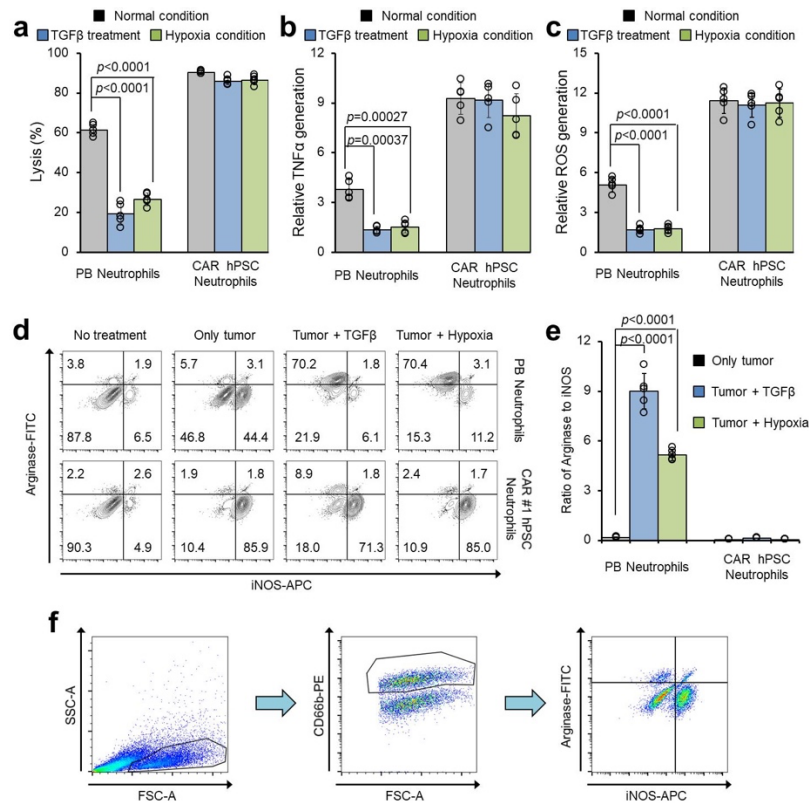 a
Normal condition
TGFβ treatment
Hypoxia condition
Lysis (%)
100
80
60
40
20
0
p<0.0001
p<0.0001
PB Neutrophils
CAR hPSC
Neutrophils
b
Normal condition
TGFβ treatment
Hypoxia condition
Relative TNFα generation
12
9
6
3
0
p=0.00027
p=0.00037
PB Neutrophils
CAR hPSC
Neutrophils
c
Normal condition
TGFβ treatment
Hypoxia condition
Relative ROS generation
15
12
9
6
3
0
p<0.0001
p<0.0001
PB Neutrophils
CAR hPSC
Neutrophils
d
No treatment
Only tumor
Tumor + TGFβ
Tumor + Hypoxia
3.8 1.9 5.7 3.1 70.2 1.8 70.4 3.1
87.8 6.5 46.8 44.4 21.9 6.1 15.3 11.2
PB Neutrophils
2.2 2.6 1.9 1.8 8.9 1.8 2.4 1.7
90.3 4.9 10.4 85.9 18.0 71.3 10.9 85.0
CAR #1 hPSC
Neutrophils
Arginase-FITC
iNOS-APC
e
Ratio of Arginase to iNOS
12
9
6
3
0
p<0.0001
p<0.0001
Only tumor
Tumor + TGFβ
Tumor + Hypoxia
PB Neutrophils
CAR hPSC
Neutrophils
f
SSC-A
FSC-A
CD66b-PE
FSC-A
Arginase-FITC
iNOS-APC